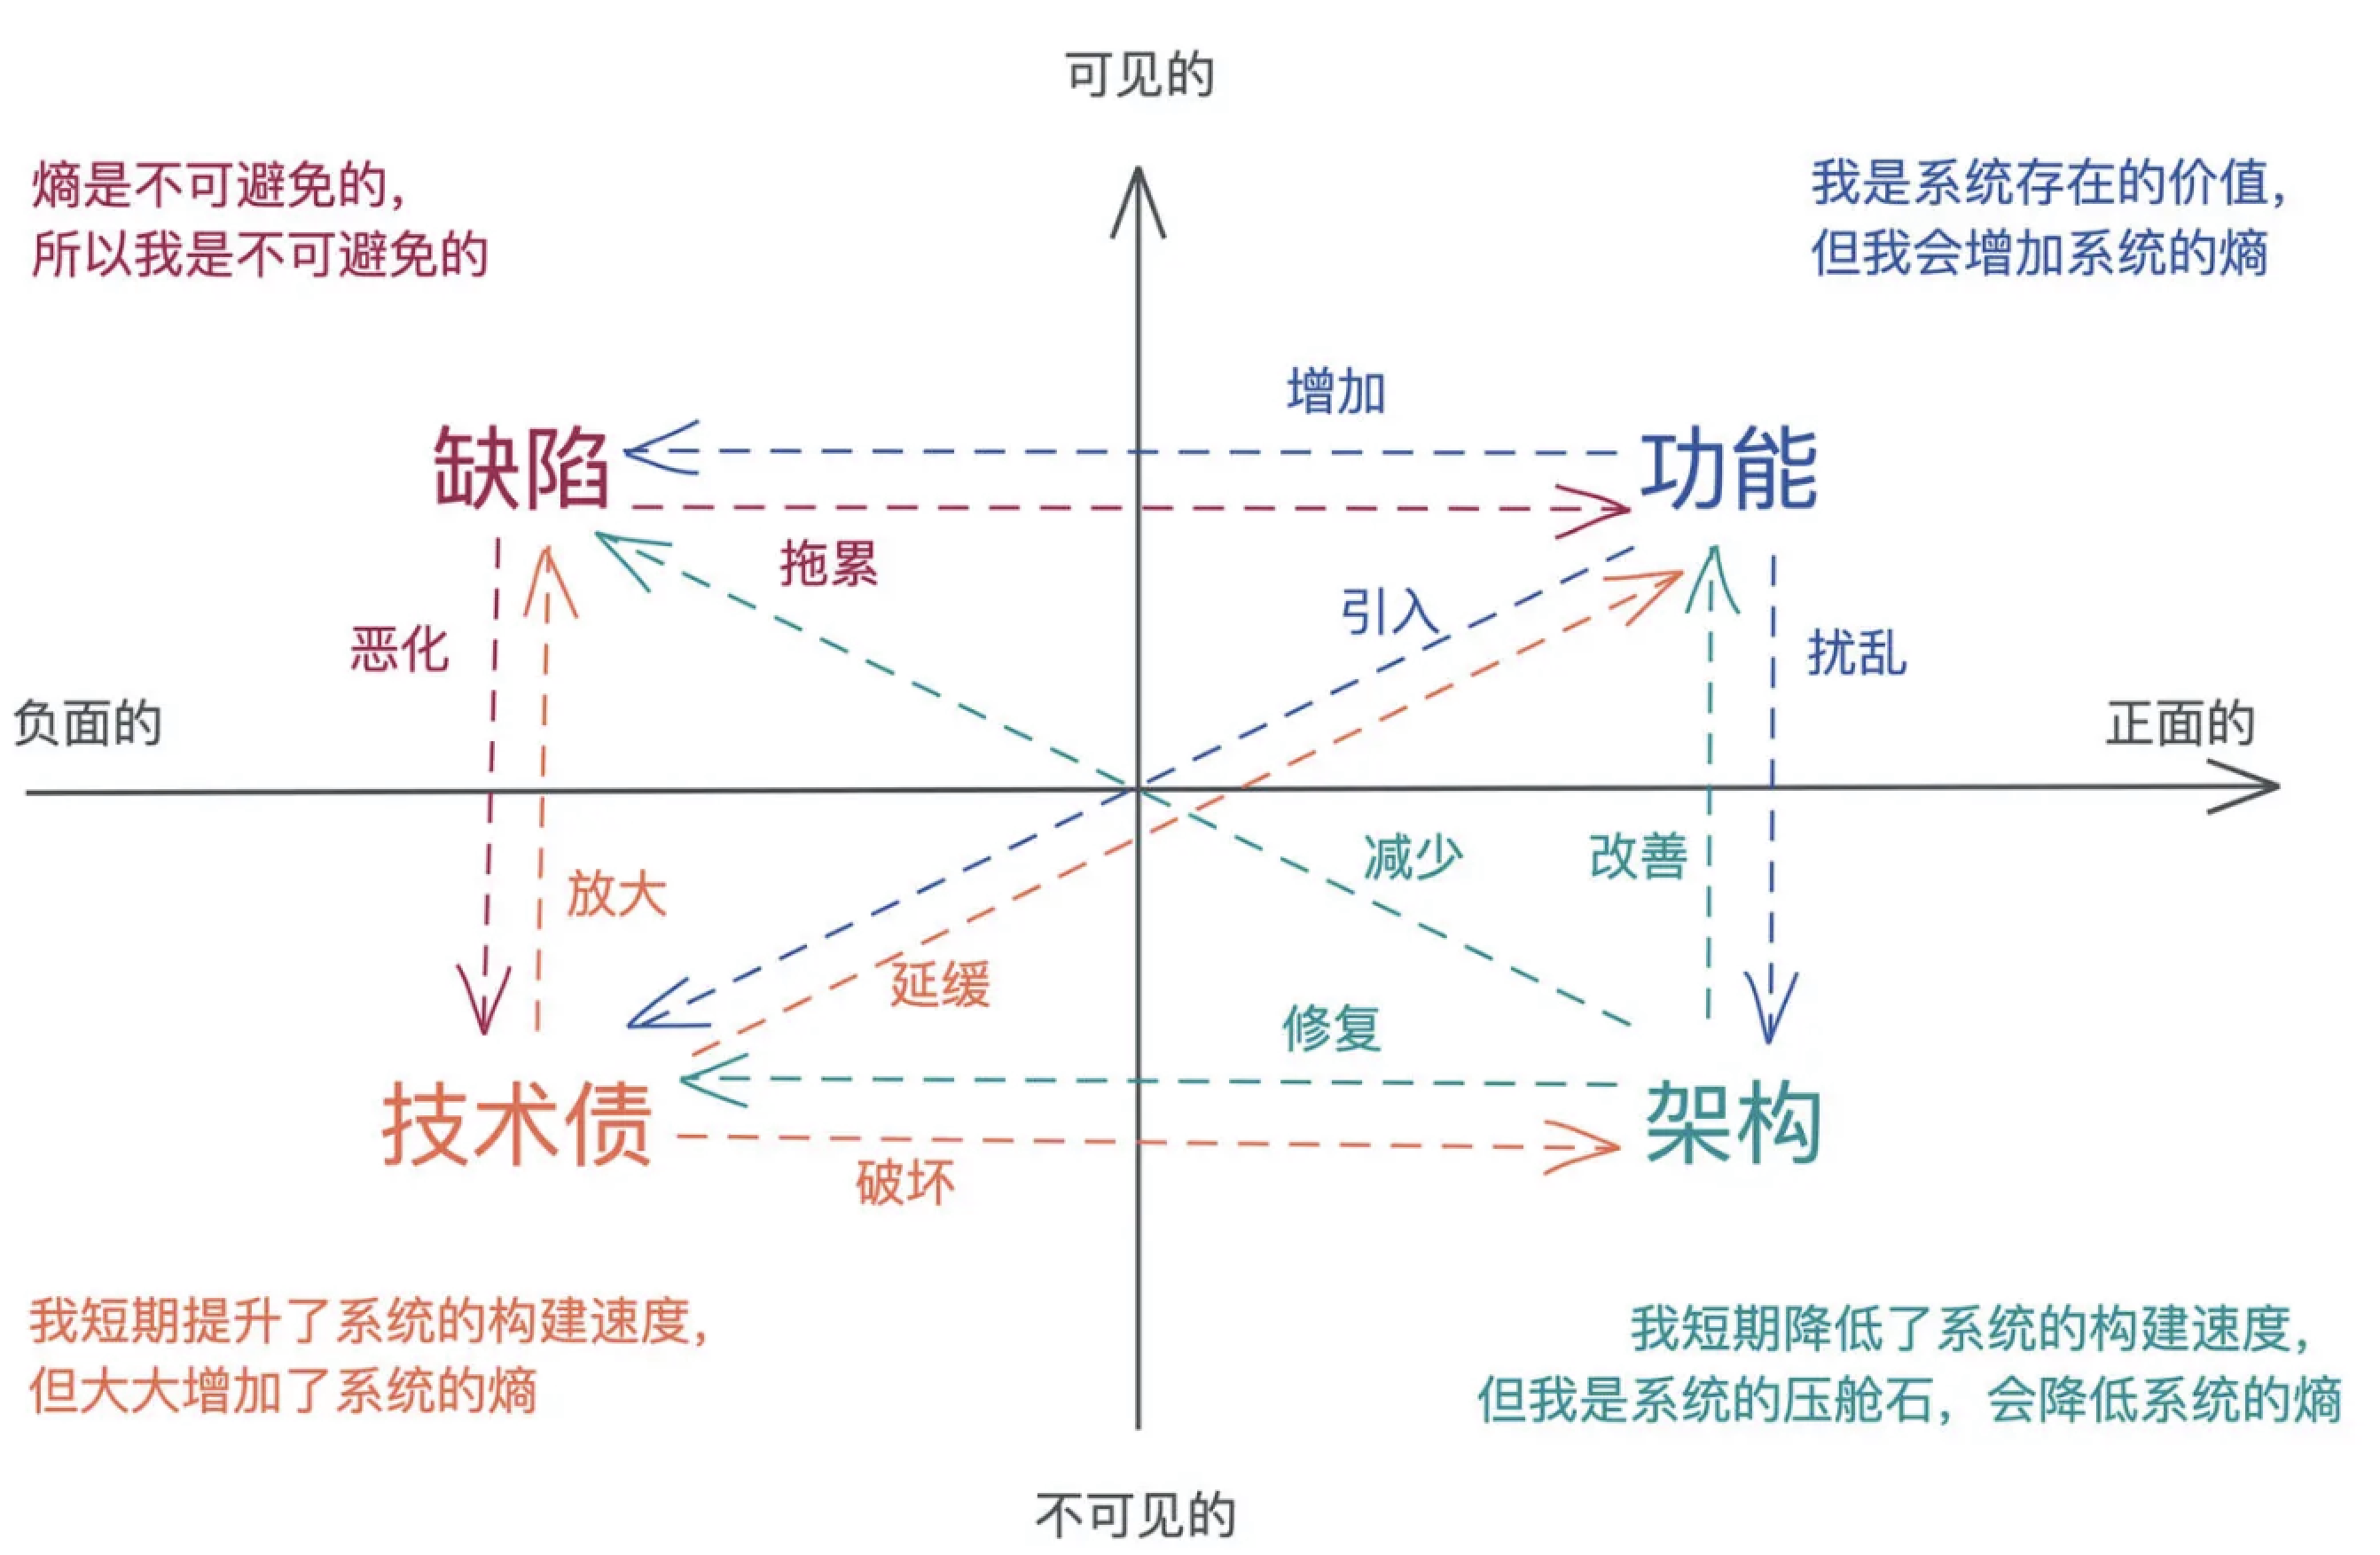 可见的
熵是不可避免的，
所以我是不可避免的
我是系统存在的价值，
但我会增加系统的熵
增加
缺陷
功能
拖累
引入
恶化
扰乱
负面的
正面的
减少
改善
放大
延缓
修复
技术债
架构
破坏
我短期提升了系统的构建速度，
但大大增加了系统的熵
我短期降低了系统的构建速度，
但我是系统的压舱石，会降低系统的熵
不可见的